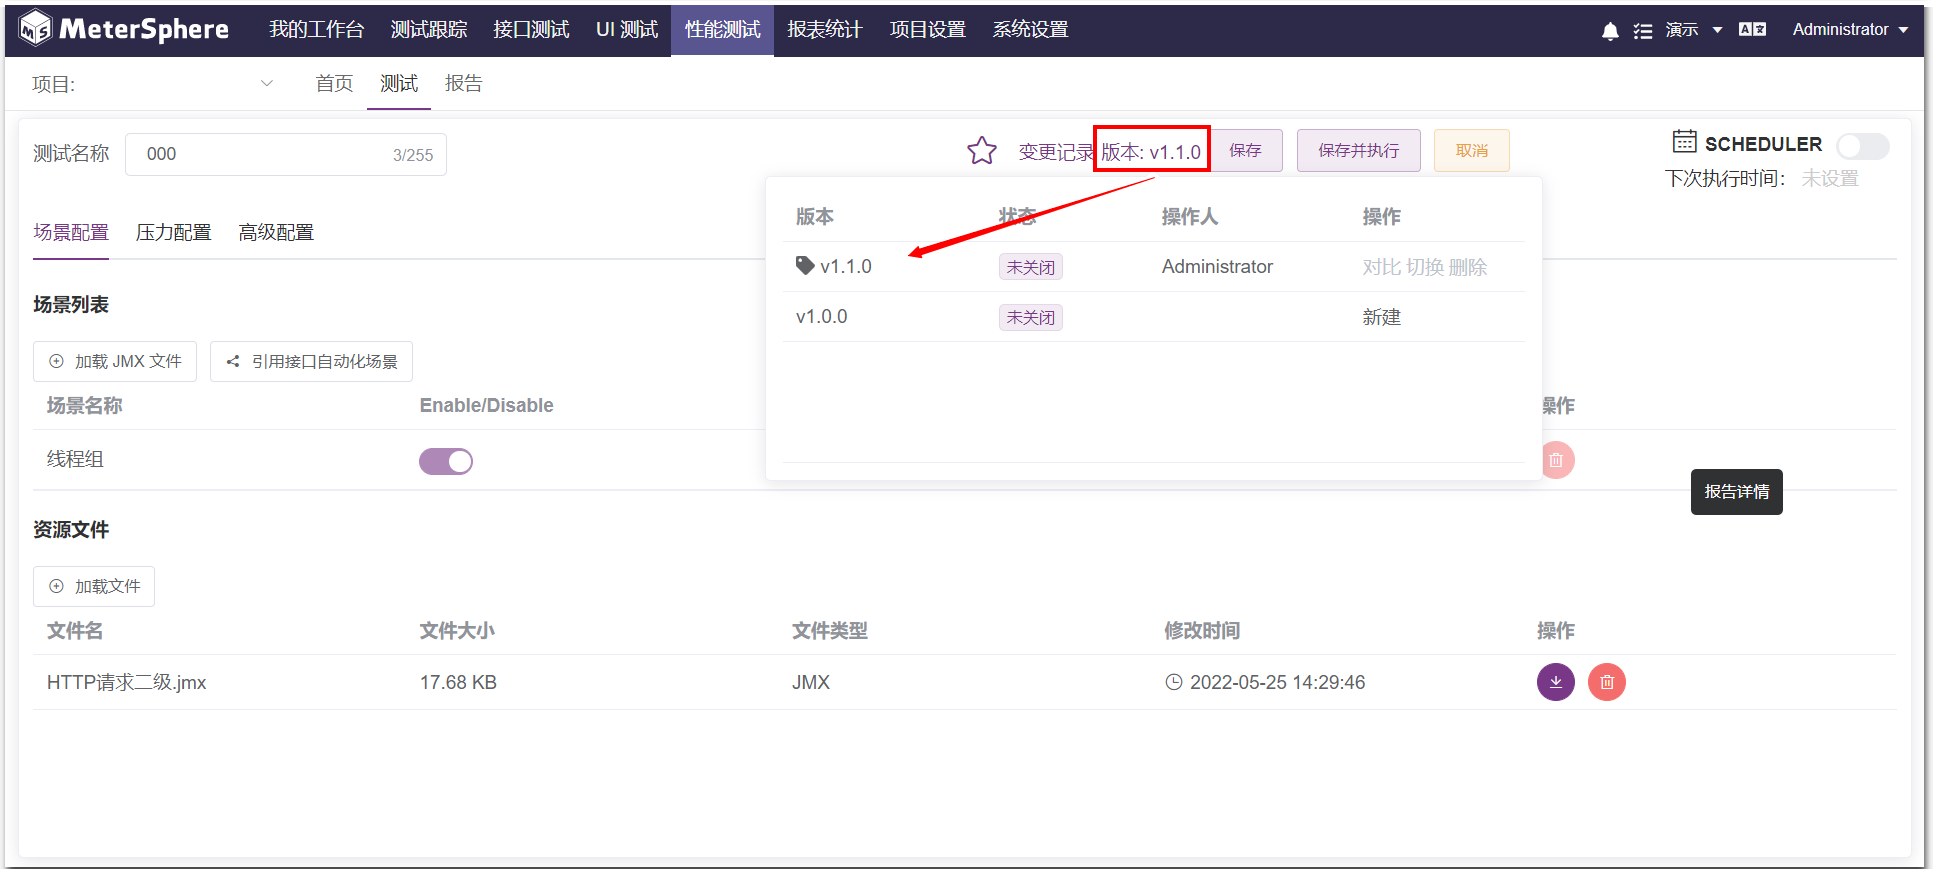 MeterSphere 我的工作台 测试跟踪 接口测试 UI 测试 性能测试 报表统计 项目设置 系统设置 演示 Administrator
项目: 首页 测试 报告
测试名称 000 3/255 变更记录 版本: v1.1.0 保存 保存并执行 取消 SCHEDULER
下次执行时间: 未设置
场景配置 压力配置 高级配置
版本 状态 操作人 操作
v1.1.0 未关闭 Administrator 对比 切换 删除
v1.0.0 未关闭 新建
场景列表
加载 JMX 文件 引用接口自动化场景
场景名称 Enable/Disable 操作
线程组
报告详情
资源文件
加载文件
文件名 文件大小 文件类型 修改时间 操作
HTTP请求二级.jmx 17.68 KB JMX 2022-05-25 14:29:46